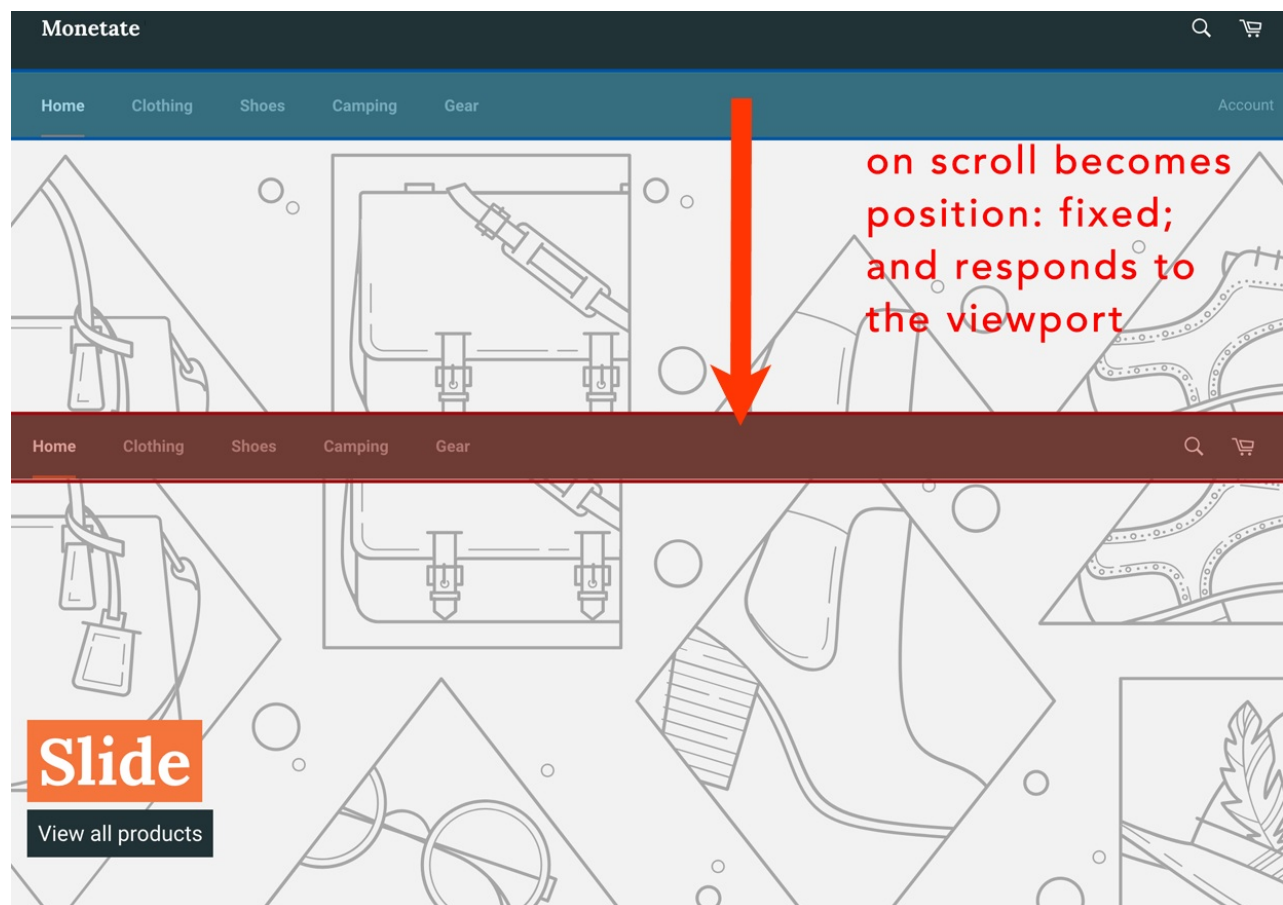 Monetate
Home Clothing Shoes Camping Gear Account
on scroll becomes
position: fixed;
and responds to
the viewport
Home Clothing Shoes Camping Gear
Slide
View all products